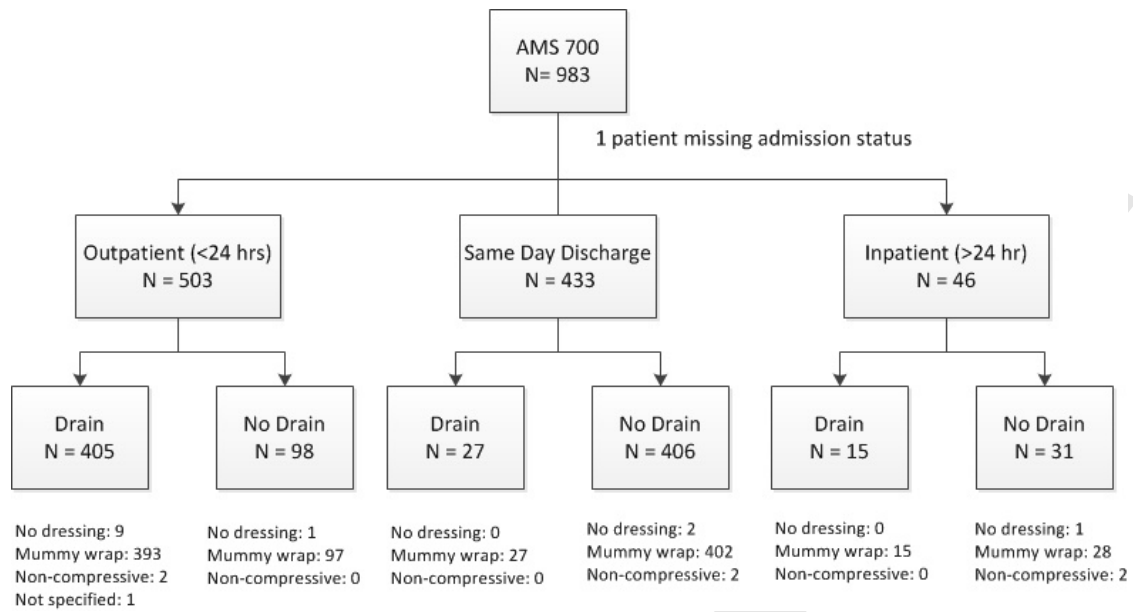 AMS 700
N= 983
1 patient missing admission status
Outpatient (<24 hrs)
N = 503
Same Day Discharge
N = 433
Inpatient (>24 hr)
N = 46
Drain
N = 405
No Drain
N = 98
Drain
N = 27
No Drain
N = 406
Drain
N = 15
No Drain
N = 31
No dressing: 9
Mummy wrap: 393
Non-compressive: 2
Not specified: 1
No dressing: 1
Mummy wrap: 97
Non-compressive: 0
No dressing: 0
Mummy wrap: 27
Non-compressive: 0
No dressing: 2
Mummy wrap: 402
Non-compressive: 2
No dressing: 0
Mummy wrap: 15
Non-compressive: 0
No dressing: 1
Mummy wrap: 28
Non-compressive: 2